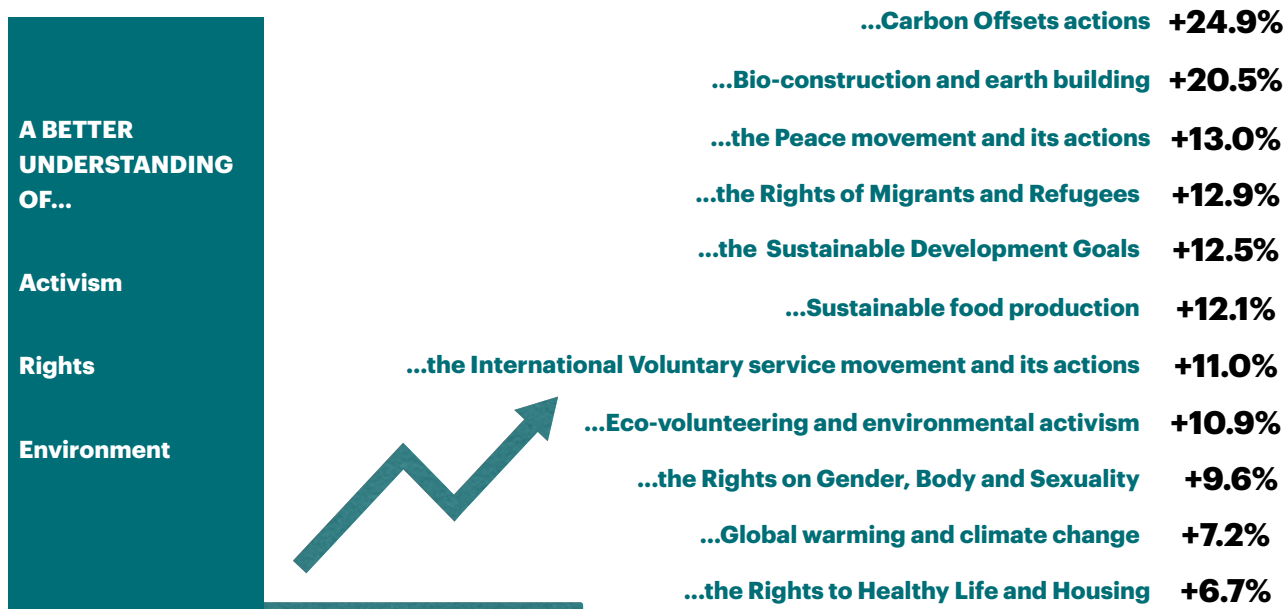 A BETTER
UNDERSTANDING
OF...
Activism
Rights
Environment
...Carbon Offsets actions +24.9%
...Bio-construction and earth building +20.5%
...the Peace movement and its actions +13.0%
...the Rights of Migrants and Refugees +12.9%
...the Sustainable Development Goals +12.5%
...Sustainable food production +12.1%
...the International Voluntary service movement and its actions +11.0%
...Eco-volunteering and environmental activism +10.9%
...the Rights on Gender, Body and Sexuality +9.6%
...Global warming and climate change +7.2%
...the Rights to Healthy Life and Housing +6.7%